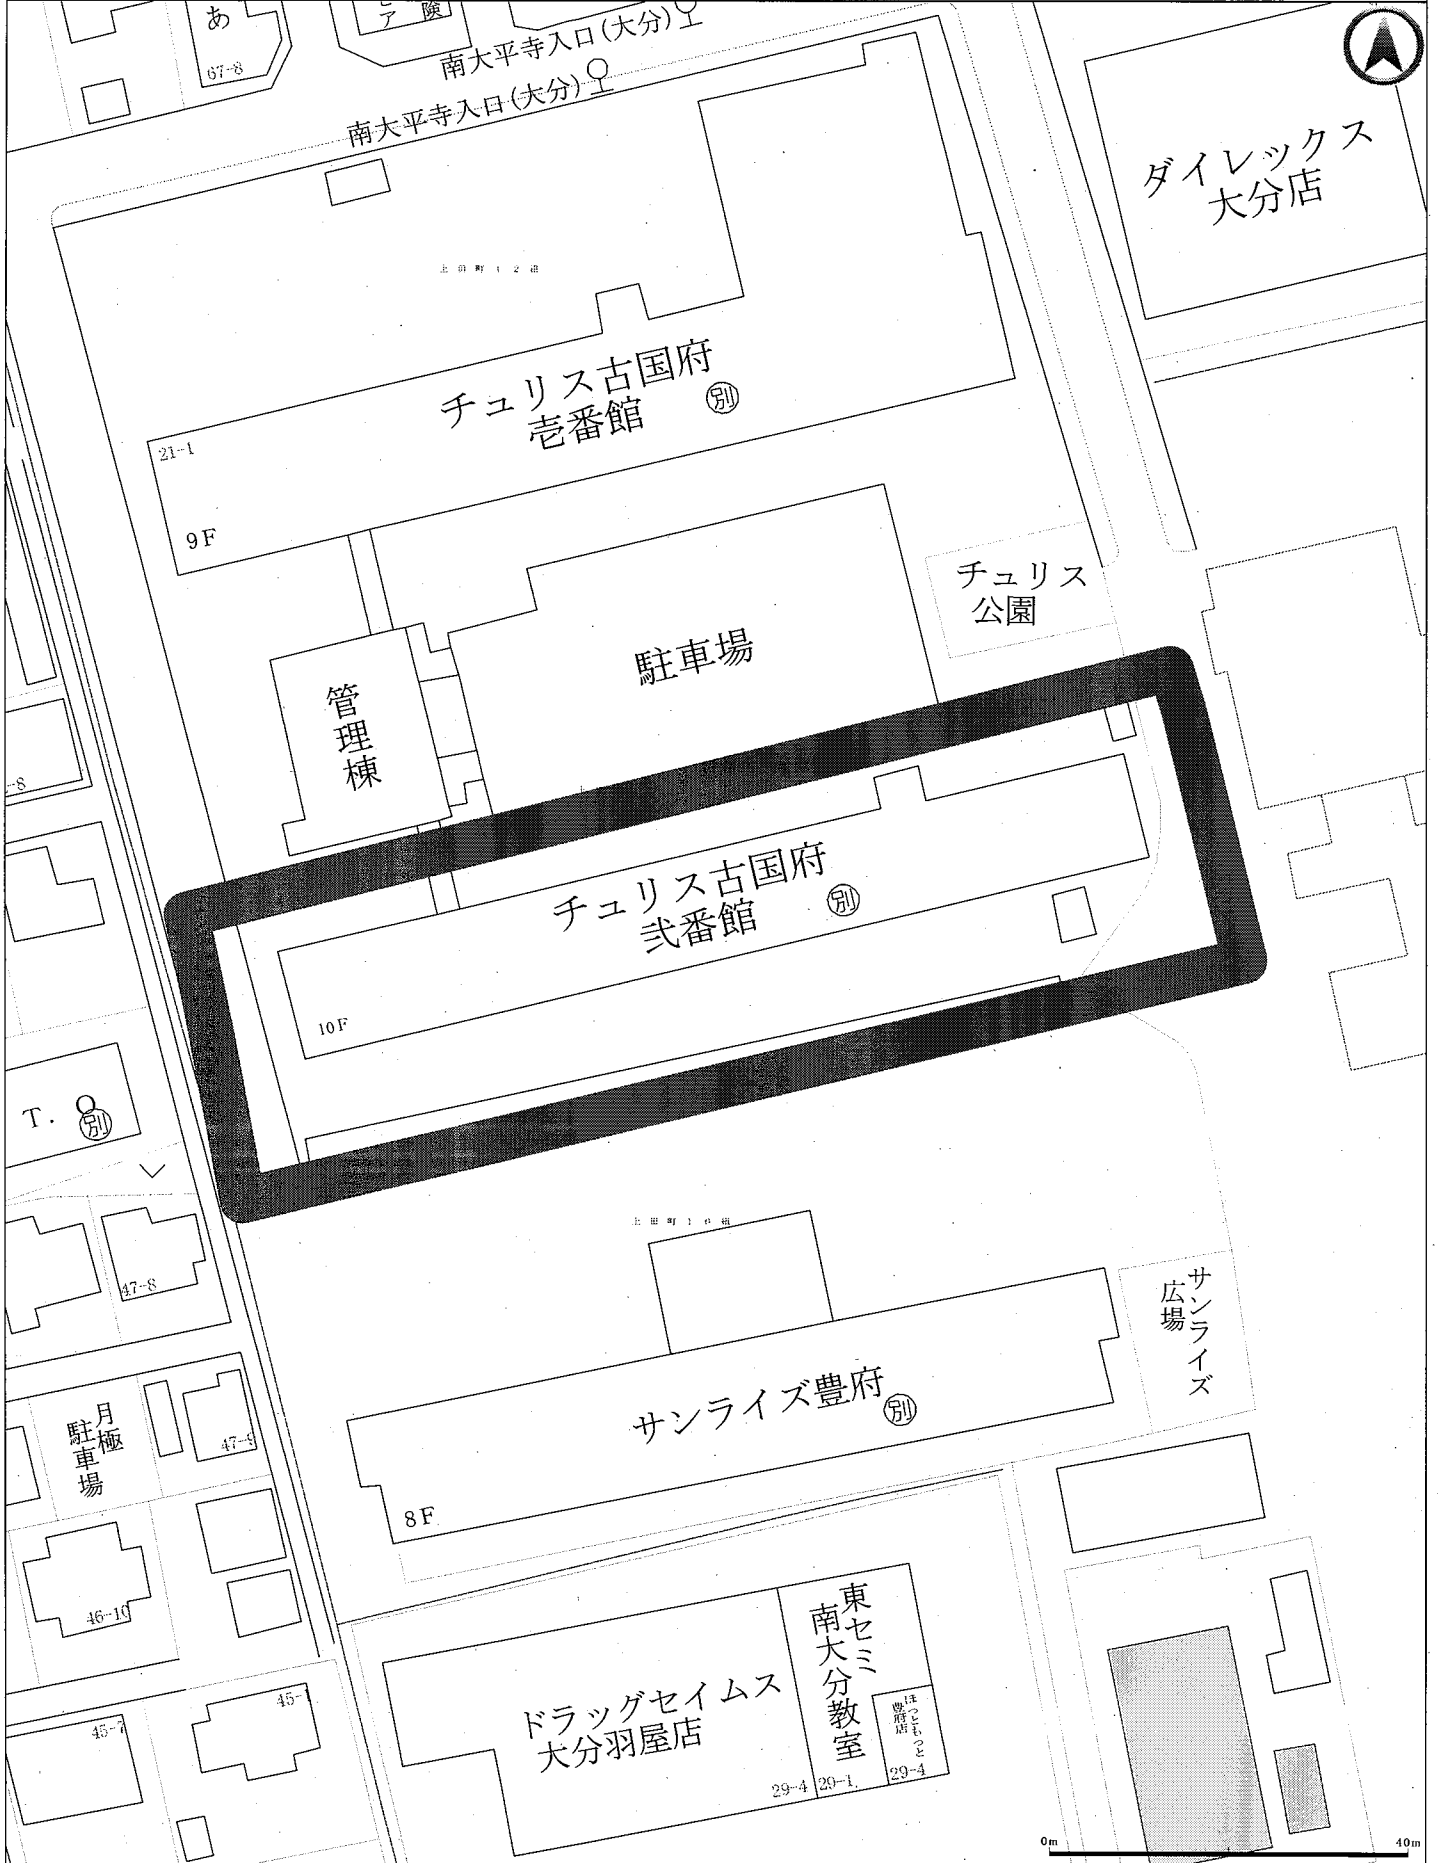 あ
67-8
ア
険
南大平寺入口(大分)
南大平寺入口(大分)
ダイレックス
大分店
チュリス古国府
壱番館
別
21-1
9F
チュリス
公園
駐車場
管理棟
-8
チュリス古国府
弐番館
別
10F
T.
別
47-8
サンライズ
広場
サンライズ豊府
別
月極
駐車場
8F
46-10
東セミ
南大分教室
ほっともっと
豊府店
ドラッグセイムス
大分羽屋店
45-7
29-4
29-1
29-4
0m
40m